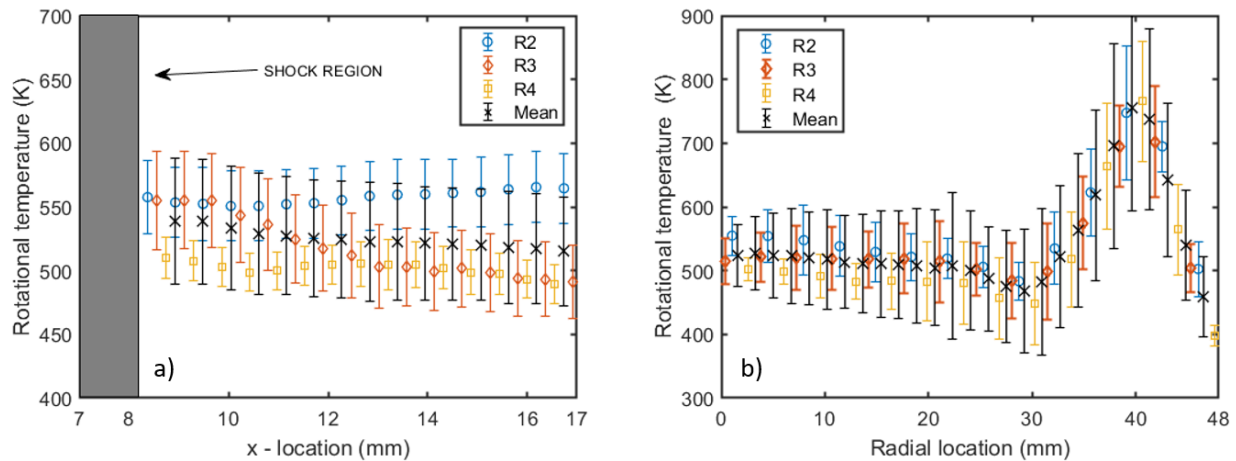 700
650
600
550
500
450
400
Rotational temperature (K)
SHOCK REGION
R2
R3
R4
Mean
a)
7
8
10
12
14
16
17
x - location (mm)
900
800
700
600
500
400
300
Rotational temperature (K)
R2
R3
R4
Mean
b)
0
10
20
30
40
48
Radial location (mm)